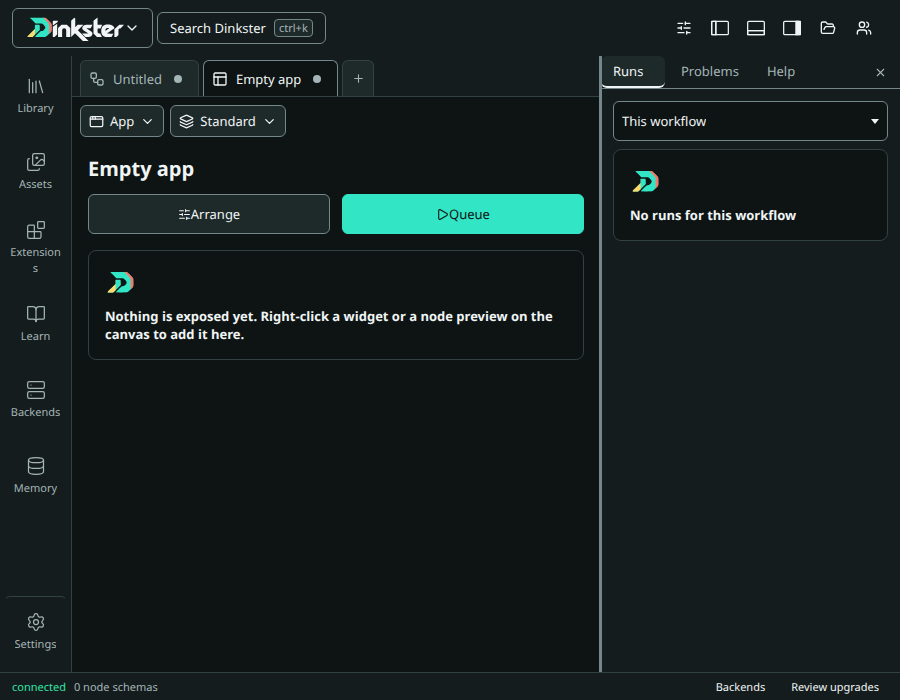 Dinkster
Search Dinkster ctrl+k
Library
Assets
Extension
s
Learn
Backends
Memory
Settings
Untitled
Empty app
App
Standard
Empty app
Arrange
Queue
Nothing is exposed yet. Right-click a widget or a node preview on the
canvas to add it here.
Runs Problems Help
This workflow
No runs for this workflow
connected 0 node schemas
Backends Review upgrades